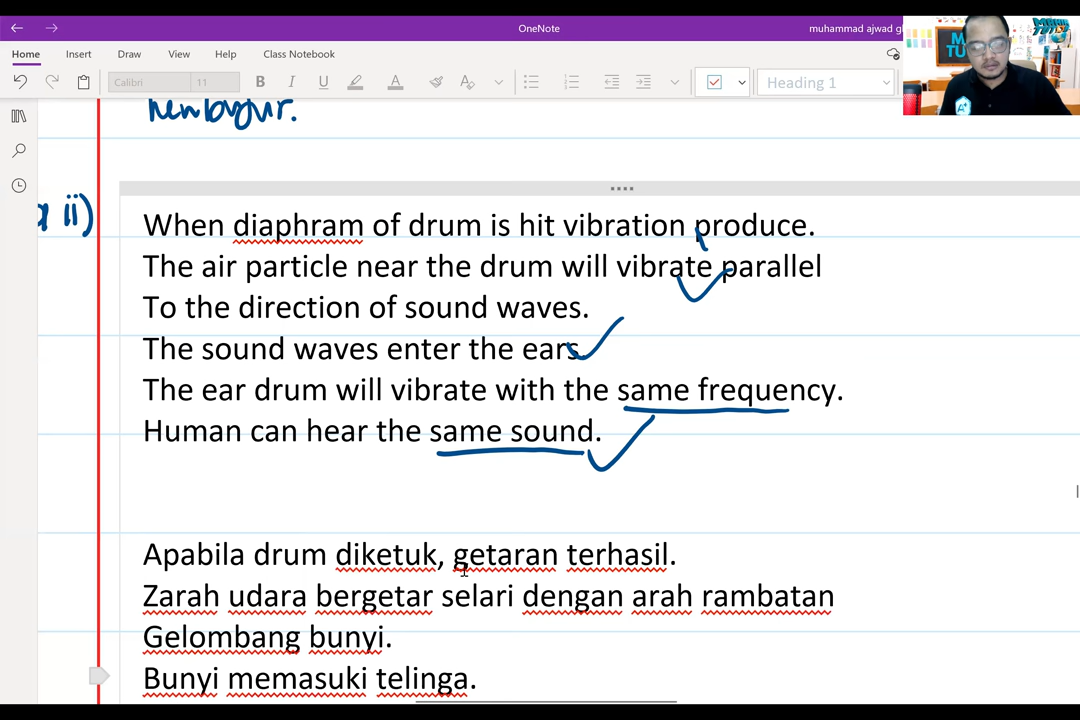 OneNote
muhammad ajwad g
Home Insert Draw View Help Class Notebook
Calibri 11 B I U A Heading 1
ii)
When diaphram of drum is hit vibration produce.
The air particle near the drum will vibrate parallel
To the direction of sound waves.
The sound waves enter the ears.
The ear drum will vibrate with the same frequency.
Human can hear the same sound.
Apabila drum diketuk, getaran terhasil.
Zarah udara bergetar selari dengan arah rambatan
Gelombang bunyi.
Bunyi memasuki telinga.